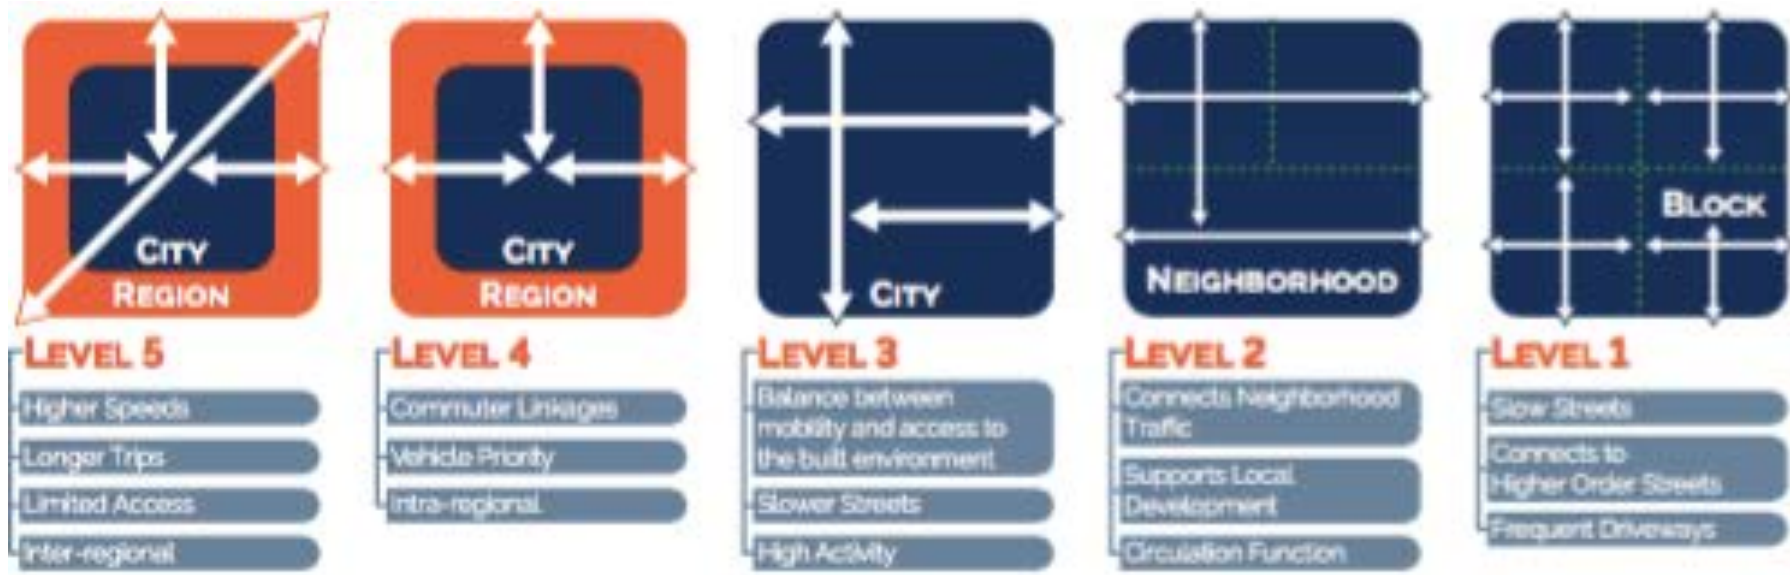 CITY
REGION
LEVEL 5
Higher Speeds
Longer Trips
Limited Access
Inter-regional
CITY
REGION
LEVEL 4
Commuter Linkages
Vehicle Priority
Intra-regional
CITY
LEVEL 3
Balance between
mobility and access to
the built environment
Slower Streets
High Activity
NEIGHBORHOOD
LEVEL 2
Connects Neighborhood
Traffic
Supports Local
Development
Circulation Function
BLOCK
LEVEL 1
Slow Streets
Connects to
Higher Order Streets
Frequent Driveways